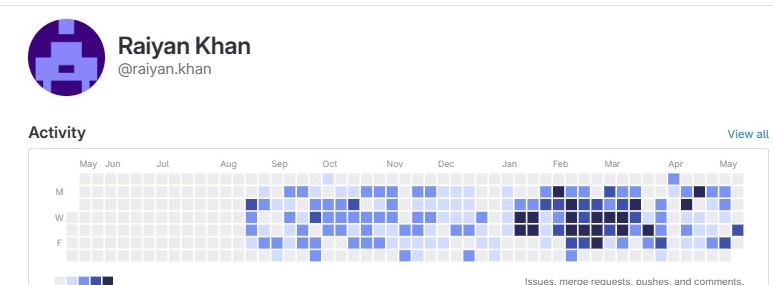 Raiyan Khan
@raiyan.khan
Activity
View all
May Jun Jul Aug Sep Oct Nov Dec Jan Feb Mar Apr May
M
W
F
Issues, merge requests, pushes, and comments.